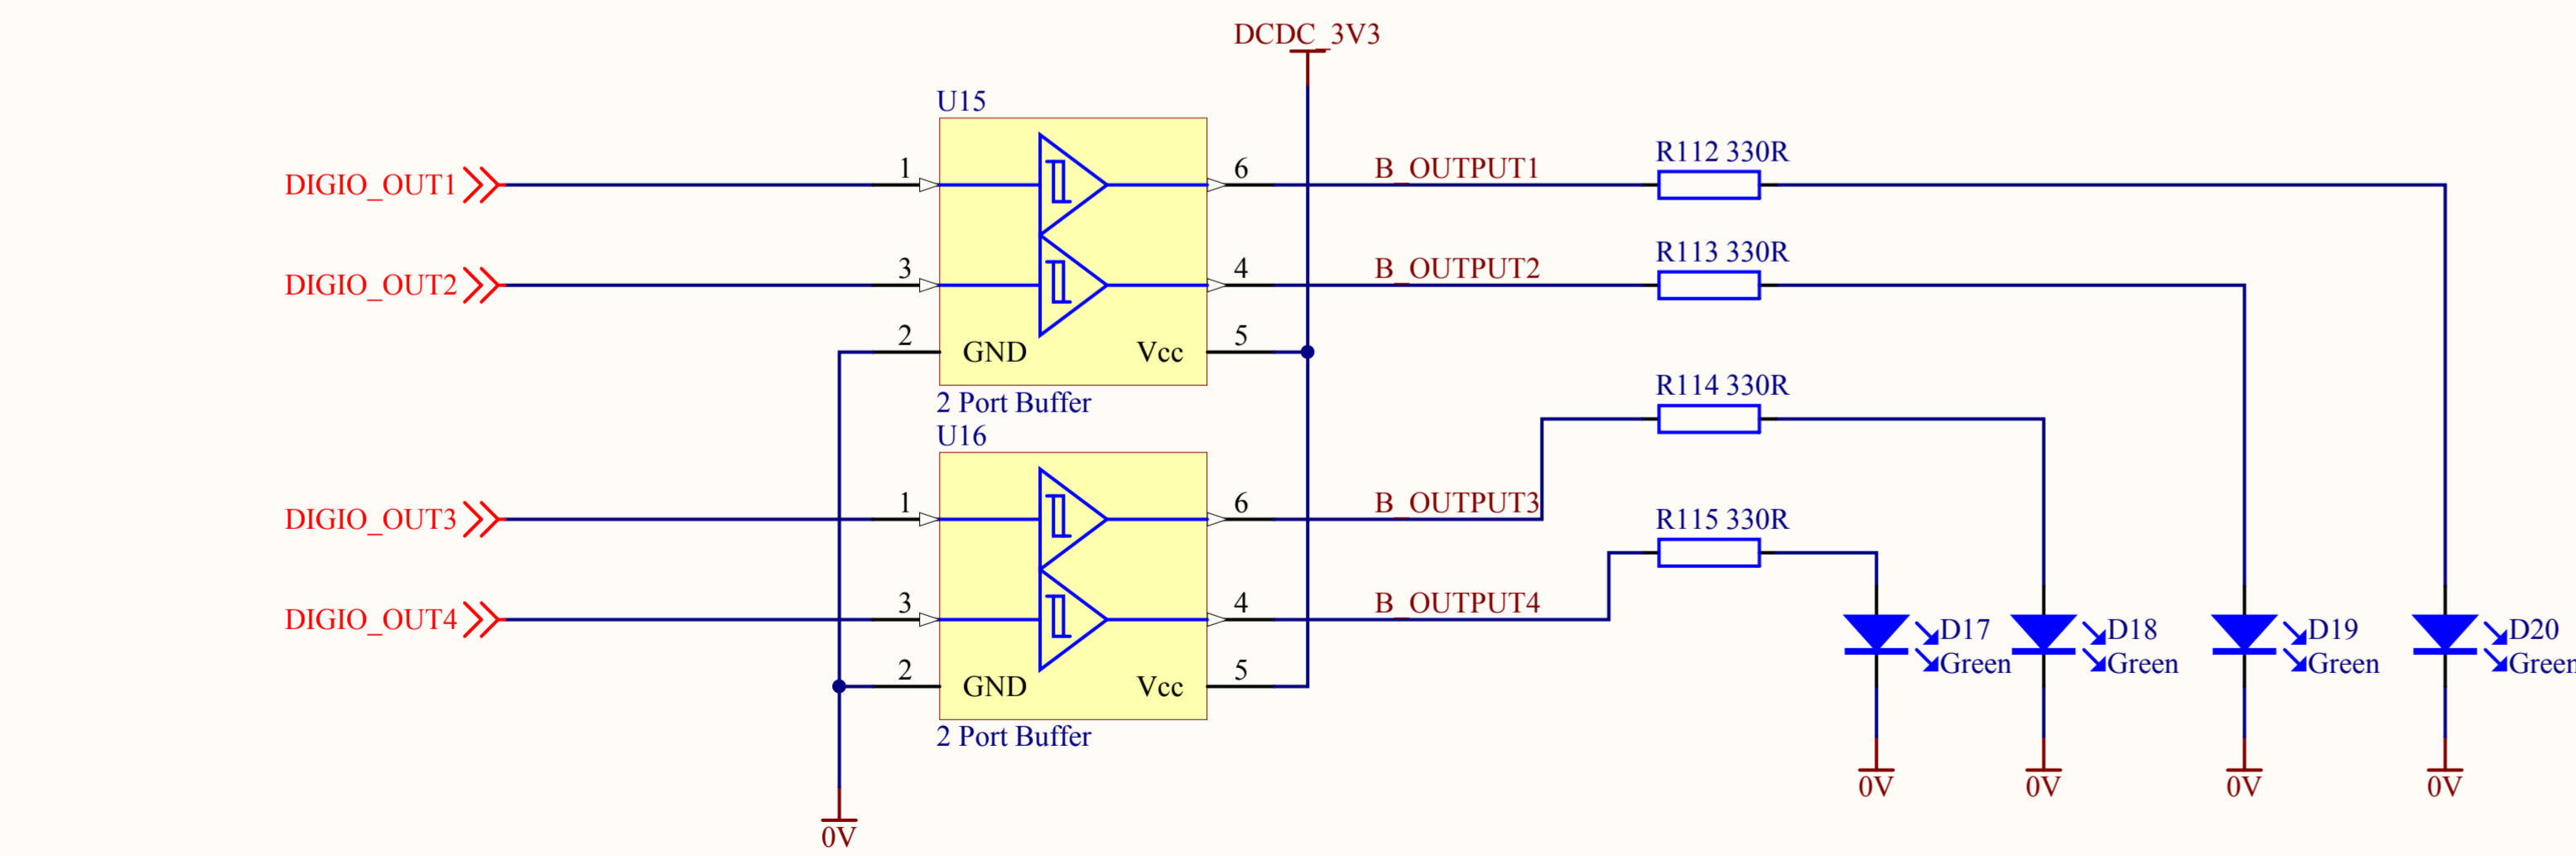 DCDC_3V3
U15
DIGIO_OUT1
1
6
B_OUTPUT1
R112 330R
DIGIO_OUT2
3
4
B_OUTPUT2
R113 330R
2
GND
Vcc
5
2 Port Buffer
R114 330R
U16
DIGIO_OUT3
1
6
B_OUTPUT3
R115 330R
DIGIO_OUT4
3
4
B_OUTPUT4
2
GND
Vcc
5
2 Port Buffer
D17
Green
D18
Green
D19
Green
D20
Green
0V
0V
0V
0V
0V